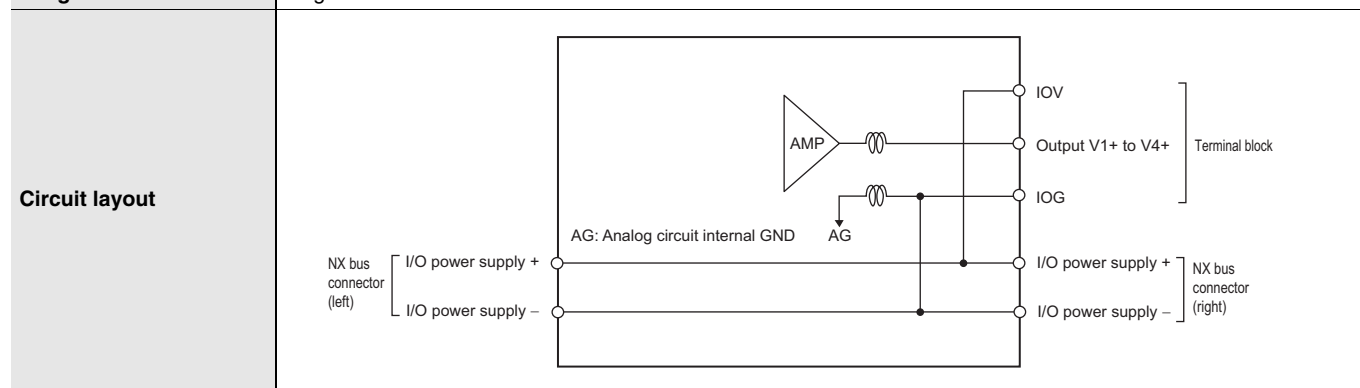 Circuit layout
IOV
AMP
Output V1+ to V4+
Terminal block
IOG
AG: Analog circuit internal GND
AG
NX bus
connector
(left)
I/O power supply +
I/O power supply –
I/O power supply +
I/O power supply –
NX bus
connector
(right)